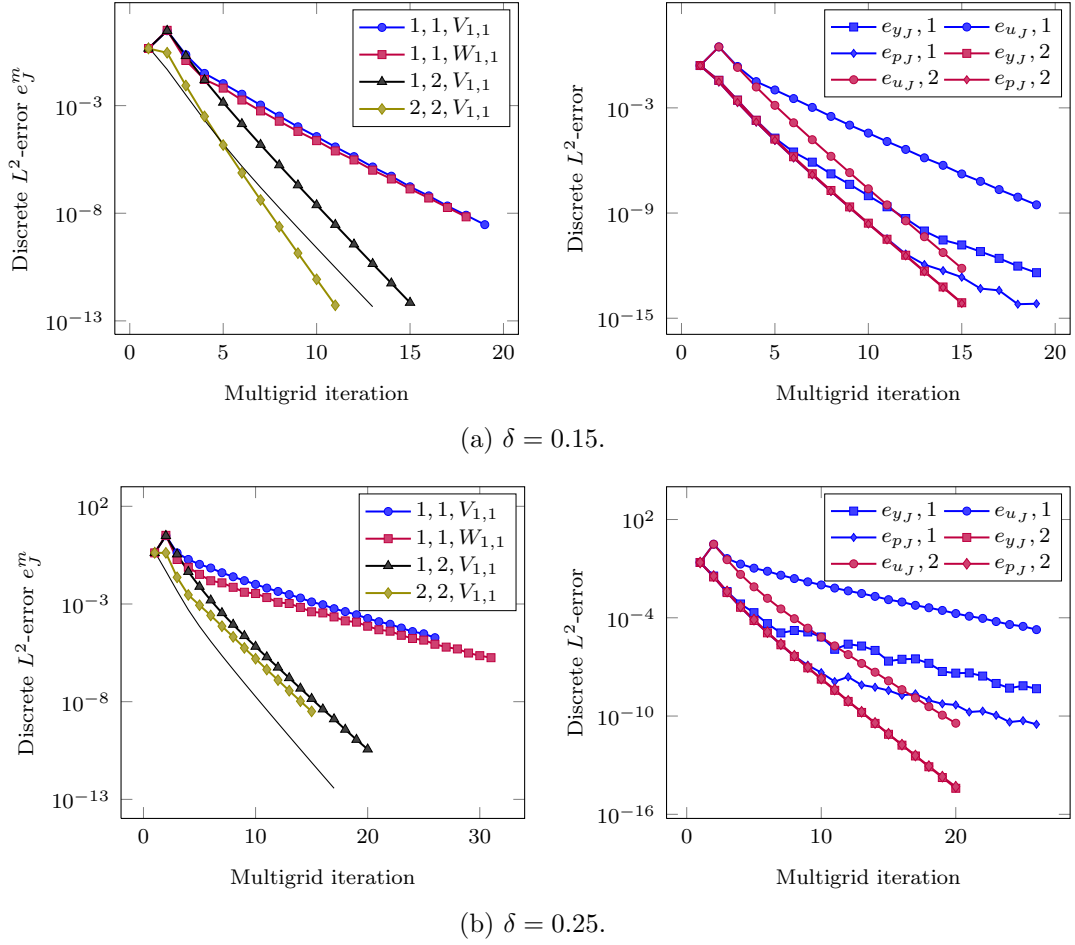 Discrete $L^2$-error $e_J^m$
$10^{-3}$
$10^{-8}$
$10^{-13}$
0 5 10 15 20
Multigrid iteration
$1, 1, V_{1,1}$
$1, 1, W_{1,1}$
$1, 2, V_{1,1}$
$2, 2, V_{1,1}$
Discrete $L^2$-error
$10^{-3}$
$10^{-9}$
$10^{-15}$
0 5 10 15 20
Multigrid iteration
$e_{y_J}, 1$ $e_{u_J}, 1$
$e_{p_J}, 1$ $e_{y_J}, 2$
$e_{u_J}, 2$ $e_{p_J}, 2$
(a) $\delta = 0.15$.
Discrete $L^2$-error $e_J^m$
$10^2$
$10^{-3}$
$10^{-8}$
$10^{-13}$
0 10 20 30
Multigrid iteration
$1, 1, V_{1,1}$
$1, 1, W_{1,1}$
$1, 2, V_{1,1}$
$2, 2, V_{1,1}$
Discrete $L^2$-error
$10^2$
$10^{-4}$
$10^{-10}$
$10^{-16}$
0 10 20
Multigrid iteration
$e_{y_J}, 1$ $e_{u_J}, 1$
$e_{p_J}, 1$ $e_{y_J}, 2$
$e_{u_J}, 2$ $e_{p_J}, 2$
(b) $\delta = 0.25$.